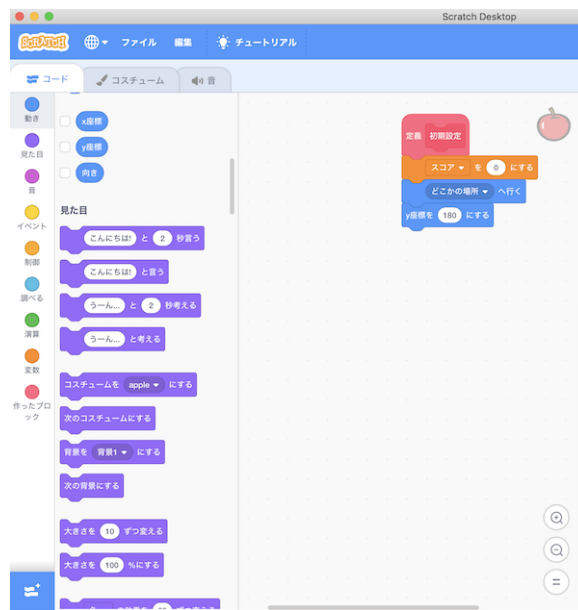 Scratch Desktop
SCRATCH ファイル 編集 チュートリアル
コード コスチューム 音
動き
見た目
音
イベント
制御
調べる
演算
変数
作ったブロ
ック
x座標
y座標
向き
見た目
こんにちは! と 2 秒言う
こんにちは! と言う
うーん... と 2 秒考える
うーん... と考える
コスチュームを apple にする
次のコスチュームにする
背景を 背景1 にする
次の背景にする
大きさを 10 ずつ変える
大きさを 100 %にする
定義 初期設定
スコア を 0 にする
どこかの場所 へ行く
y座標を 180 にする